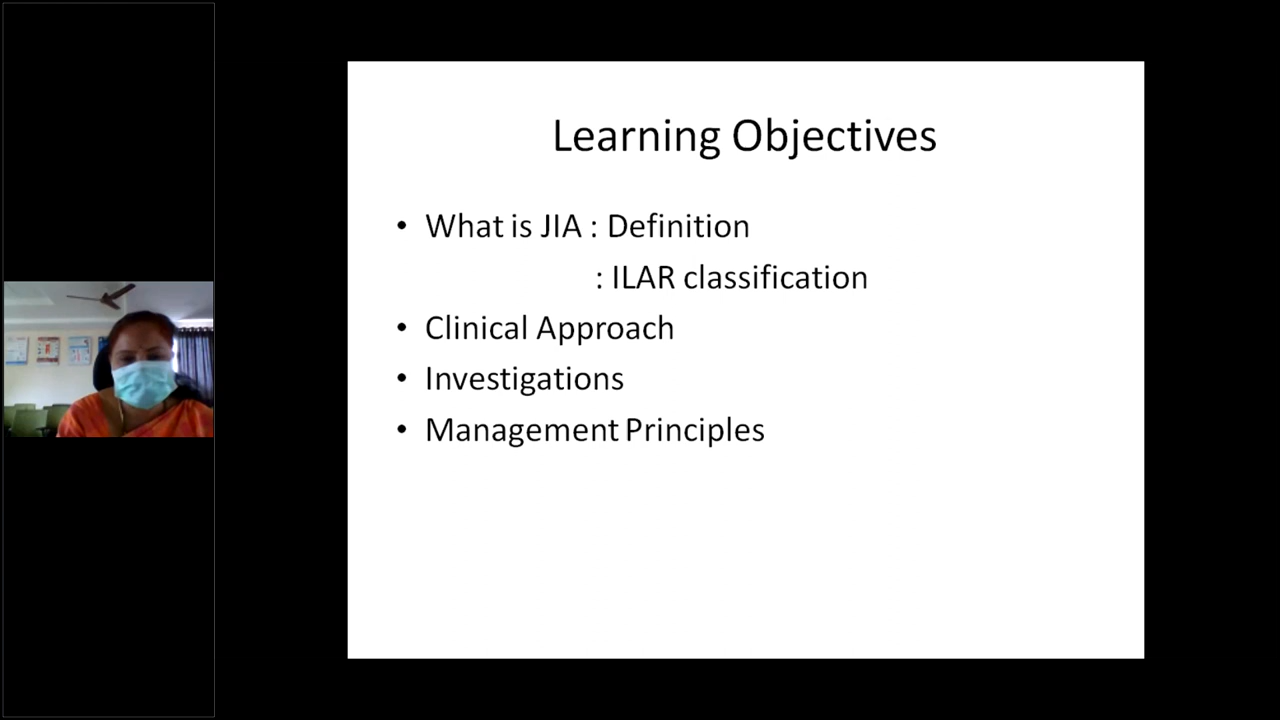 Learning Objectives
• What is JIA : Definition
: ILAR classification
• Clinical Approach
• Investigations
• Management Principles